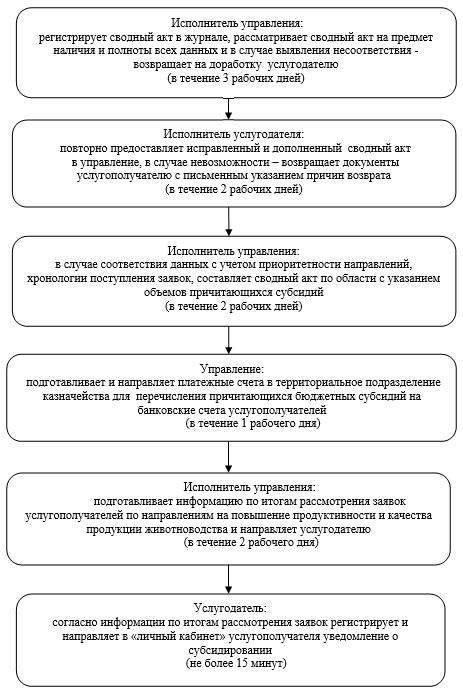 Исполнитель управления:
регистрирует сводный акт в журнале, рассматривает сводный акт на предмет
наличия и полноты всех данных и в случае выявления несоответствия -
возвращает на доработку услугодателю
(в течение 3 рабочих дней)
Исполнитель услугодателя:
повторно предоставляет исправленный и дополненный сводный акт
в управление, в случае невозможности – возвращает документы
услугополучателю с письменным указанием причин возврата
(в течение 2 рабочих дней)
Исполнитель управления:
в случае соответствия данных с учетом приоритетности направлений,
хронологии поступления заявок, составляет сводный акт по области с указанием
объемов причитающихся субсидий
(в течение 2 рабочих дней)
Управление:
подготавливает и направляет платежные счета в территориальное подразделение
казначейства для перечисления причитающихся бюджетных субсидий на
банковские счета услугополучателей
(в течение 1 рабочего дня)
Исполнитель управления:
подготавливает информацию по итогам рассмотрения заявок
услугополучателей по направлениям на повышение продуктивности и качества
продукции животноводства и направляет услугодателю
(в течение 2 рабочего дня)
Услугодатель:
согласно информации по итогам рассмотрения заявок регистрирует и
направляет в «личный кабинет» услугополучателя уведомление о
субсидировании
(не более 15 минут)